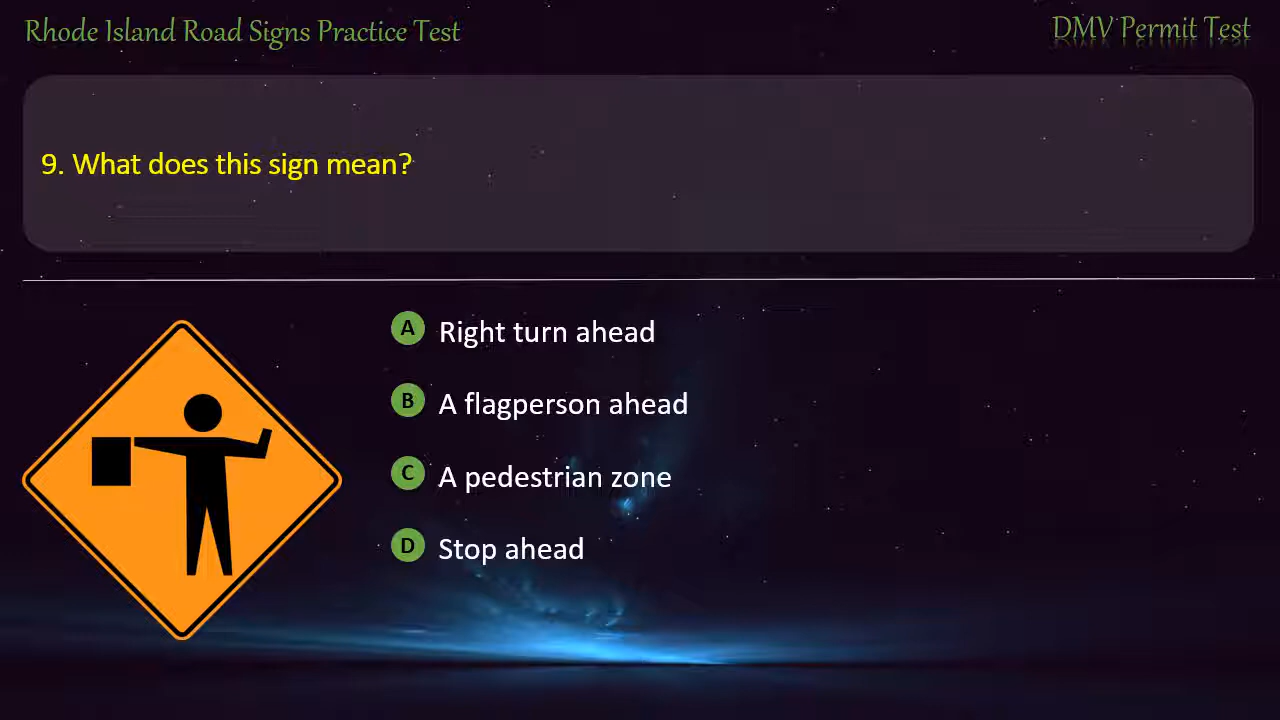 Rhode Island Road Signs Practice Test
DMV Permit Test
9. What does this sign mean?
A Right turn ahead
B A flagperson ahead
C A pedestrian zone
D Stop ahead